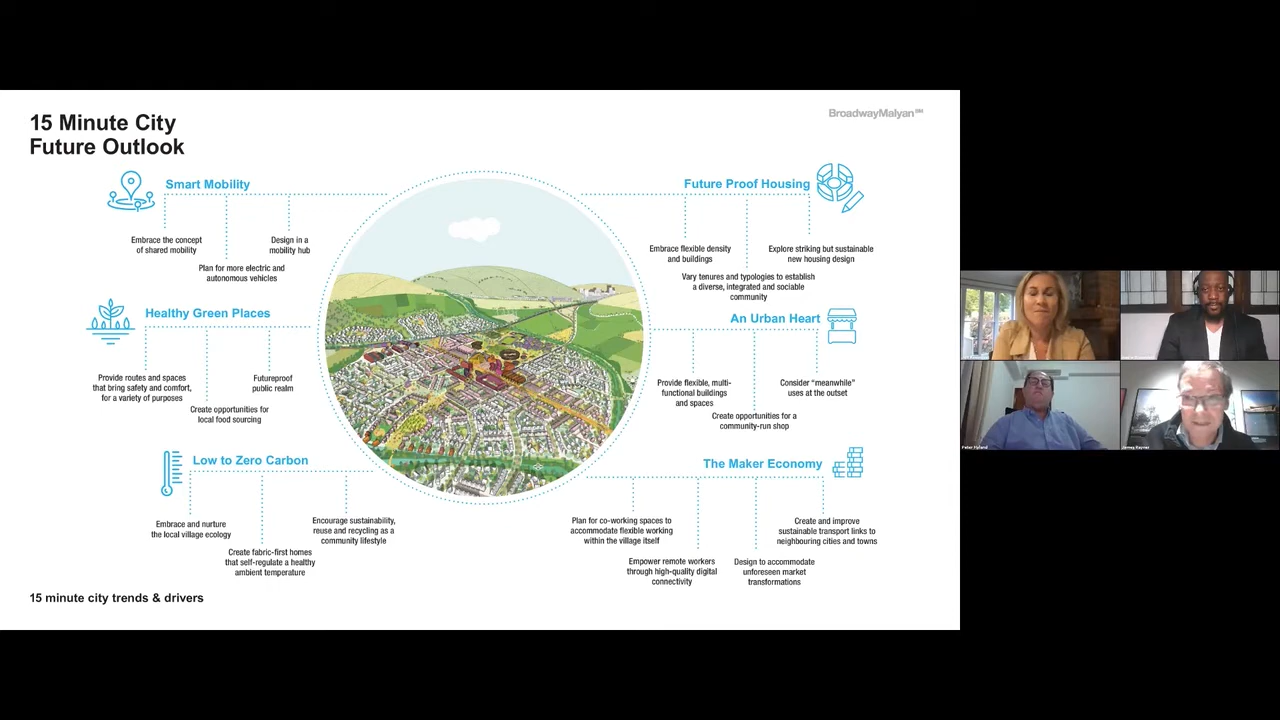 15 Minute City
Future Outlook
BroadwayMalyan
Smart Mobility
Embrace the concept
of shared mobility
Plan for more electric and
autonomous vehicles
Design in a
mobility hub
Healthy Green Places
Provide routes and spaces
that bring safety and comfort,
for a variety of purposes
Create opportunities for
local food sourcing
Futureproof
public realm
Low to Zero Carbon
Embrace and nurture
the local village ecology
Create fabric-first homes
that self-regulate a healthy
ambient temperature
Encourage sustainability,
reuse and recycling as a
community lifestyle
Future Proof Housing
Embrace flexible density
and buildings
Vary tenures and typologies to establish
a diverse, integrated and sociable
community
Explore striking but sustainable
new housing design
An Urban Heart
Provide flexible, multi-
functional buildings
and spaces
Create opportunities for a
community-run shop
Consider “meanwhile”
uses at the outset
The Maker Economy
Plan for co-working spaces to
accommodate flexible working
within the village itself
Empower remote workers
through high-quality digital
connectivity
Design to accommodate
unforeseen market
transformations
Create and improve
sustainable transport links to
neighbouring cities and towns
15 minute city trends & drivers
Peter Hyland
James Rayner